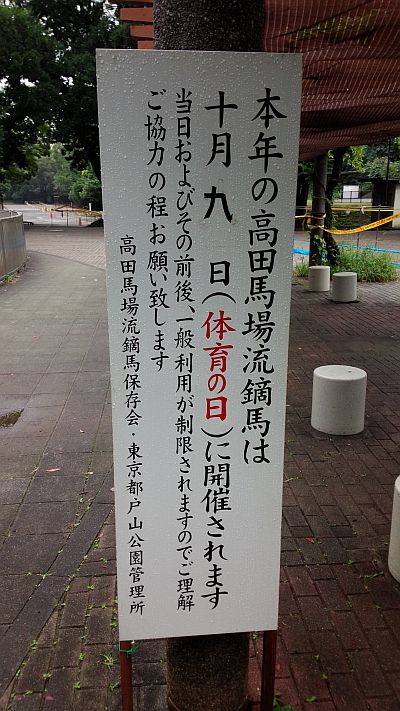 本年の高田馬場流鏑馬は
十月九日(体育の日)に開催されます
当日およびその前後、一般利用が制限されますのでご理解
ご協力の程お願い致します
高田馬場流鏑馬保存会・東京都戸山公園管理所